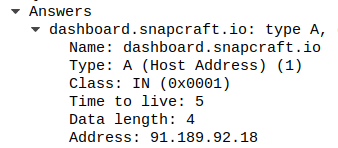 Answers
dashboard.snapcraft.io: type A,
Name: dashboard.snapcraft.io
Type: A (Host Address) (1)
Class: IN (0x0001)
Time to live: 5
Data length: 4
Address: 91.189.92.18